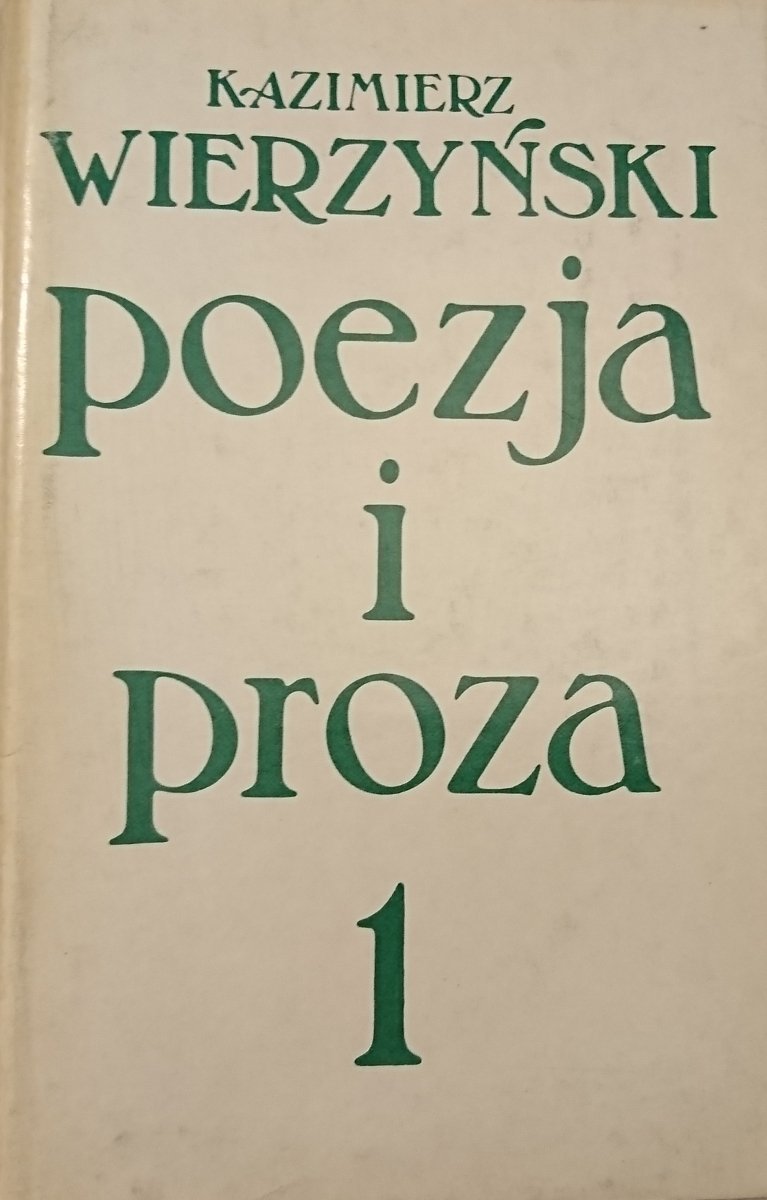 KAZIMIERZ
WIERZYŃSKI
poezja
i
proza
1